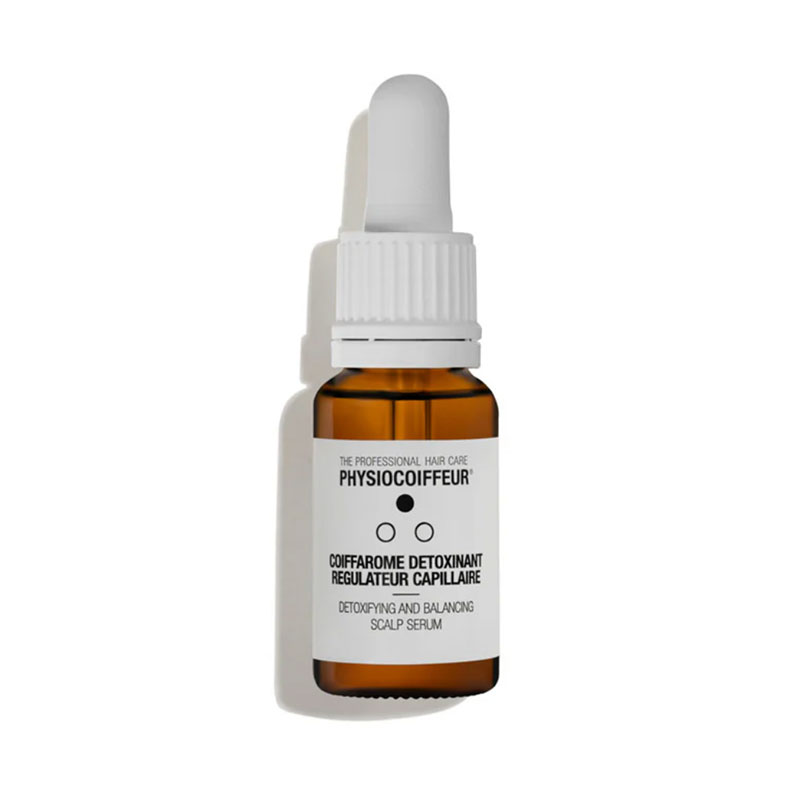 THE PROFESSIONAL HAIR CARE
PHYSIOCOIFFEUR®
COIFFAROME DETOXINANT
REGULATEUR CAPILLAIRE
DETOXIFYING AND BALANCING
SCALP SERUM